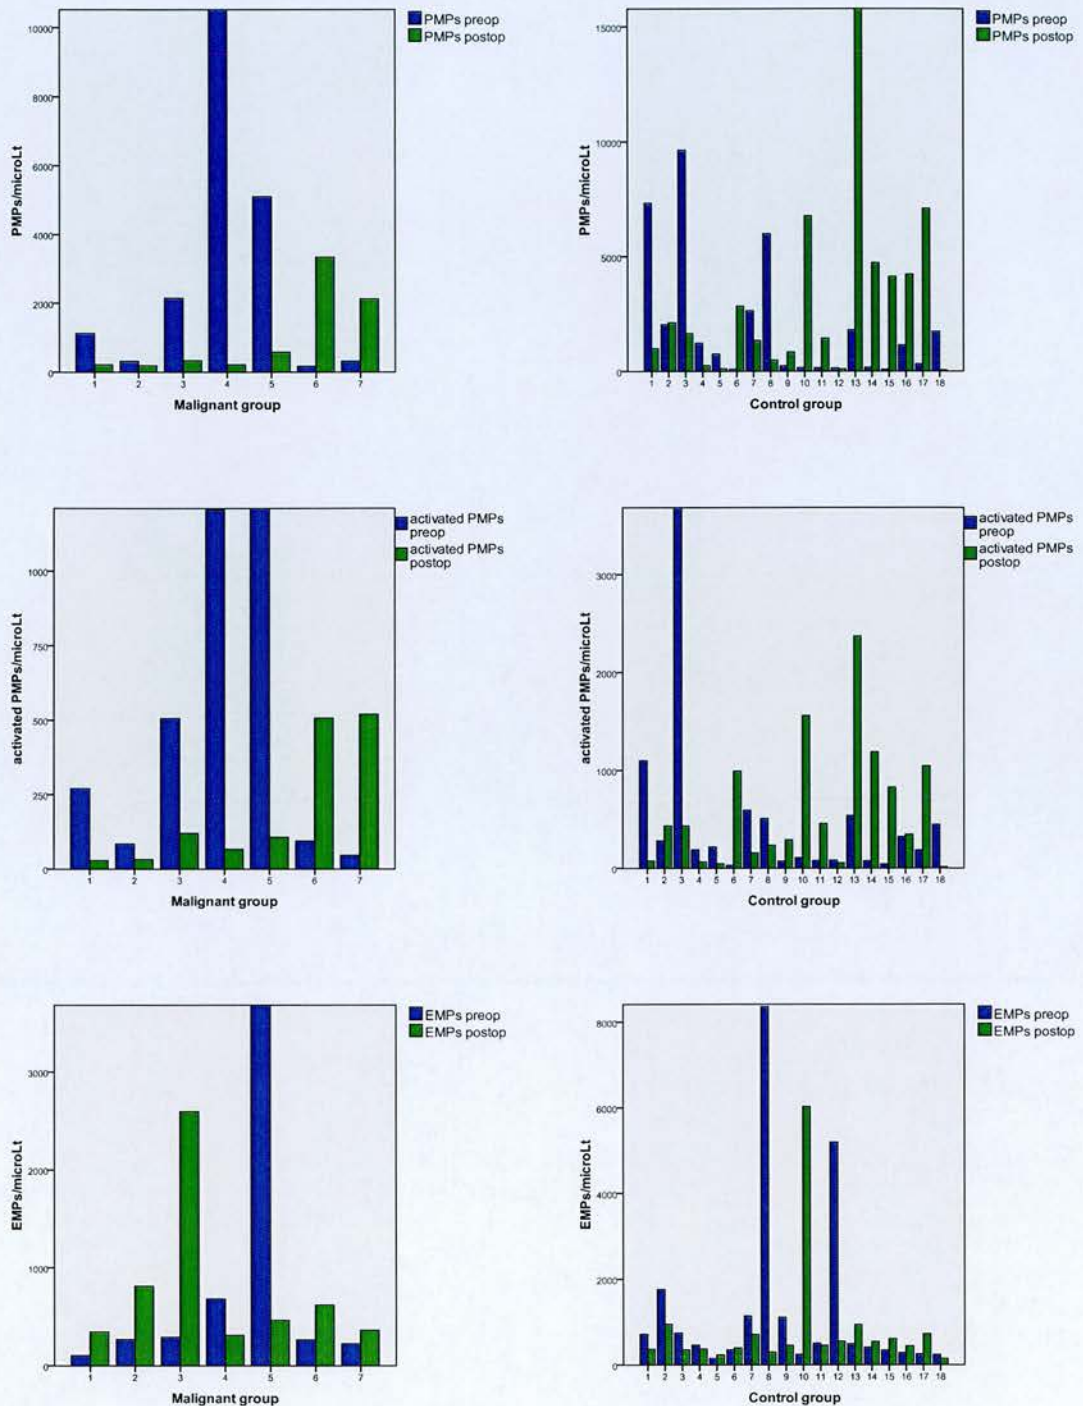 PMPs preop
PMPs postop
10000
8000
6000
4000
2000
0
PMPs/microLt
1 2 3 4 5 6 7
Malignant group
PMPs preop
PMPs postop
15000
10000
5000
0
PMPs/microLt
1 2 3 4 5 6 7 8 9 10 11 12 13 14 15 16 17 18
Control group
activated PMPs
preop
activated PMPs
postop
1000
750
500
250
0
activated PMPs/microLt
1 2 3 4 5 6 7
Malignant group
activated PMPs
preop
activated PMPs
postop
3000
2000
1000
0
activated PMPs/microLt
1 2 3 4 5 6 7 8 9 10 11 12 13 14 15 16 17 18
Control group
EMPs preop
EMPs postop
3000
2000
1000
0
EMPs/microLt
1 2 3 4 5 6 7
Malignant group
EMPs preop
EMPs postop
8000
6000
4000
2000
0
EMPs/microLt
1 2 3 4 5 6 7 8 9 10 11 12 13 14 15 16 17 18
Control group